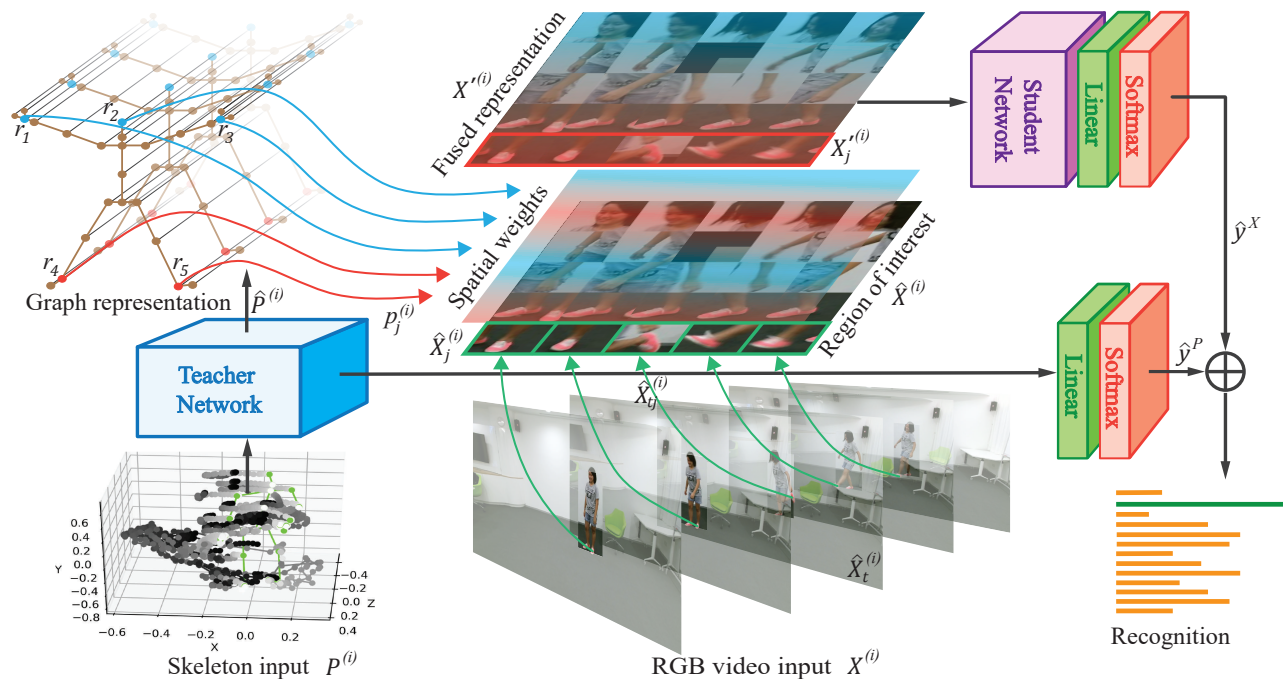 r₁
r₂
r₃
r₄
r₅
Graph representation
P̂⁽ⁱ⁾
pⱼ⁽ⁱ⁾
Teacher
Network
0.6
0.4
0.2
0.0
−0.2
−0.4
−0.6
−0.8
Y
−0.6
−0.4
−0.2
0.0
0.2
X
−0.4
−0.2
0.0
0.2
0.4
Z
Skeleton input P⁽ⁱ⁾
Fused representation
X′⁽ⁱ⁾
X′ⱼ⁽ⁱ⁾
Spatial weights
Region of interest
X̂⁽ⁱ⁾
X̂ⱼ⁽ⁱ⁾
X̂ₜⱼ⁽ⁱ⁾
X̂ₜ⁽ⁱ⁾
RGB video input X⁽ⁱ⁾
Student
Network
Linear
Softmax
ŷˣ
Linear
Softmax
ŷᴾ
Recognition